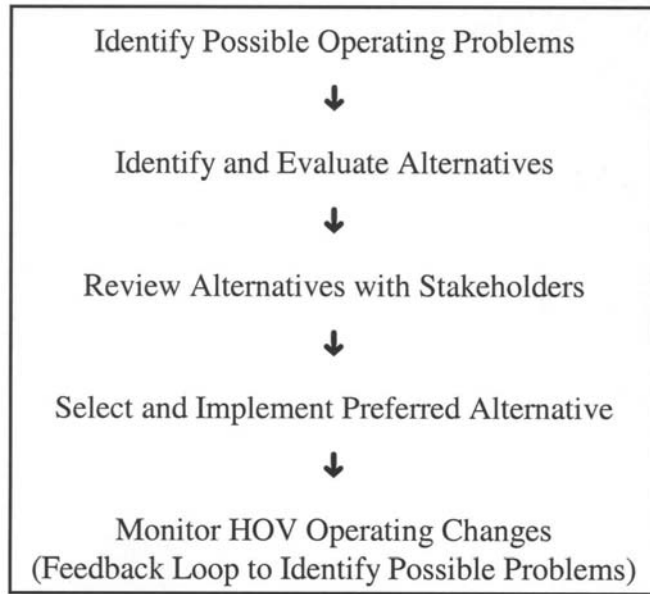 Identify Possible Operating Problems
Identify and Evaluate Alternatives
Review Alternatives with Stakeholders
Select and Implement Preferred Alternative
Monitor HOV Operating Changes
(Feedback Loop to Identify Possible Problems)